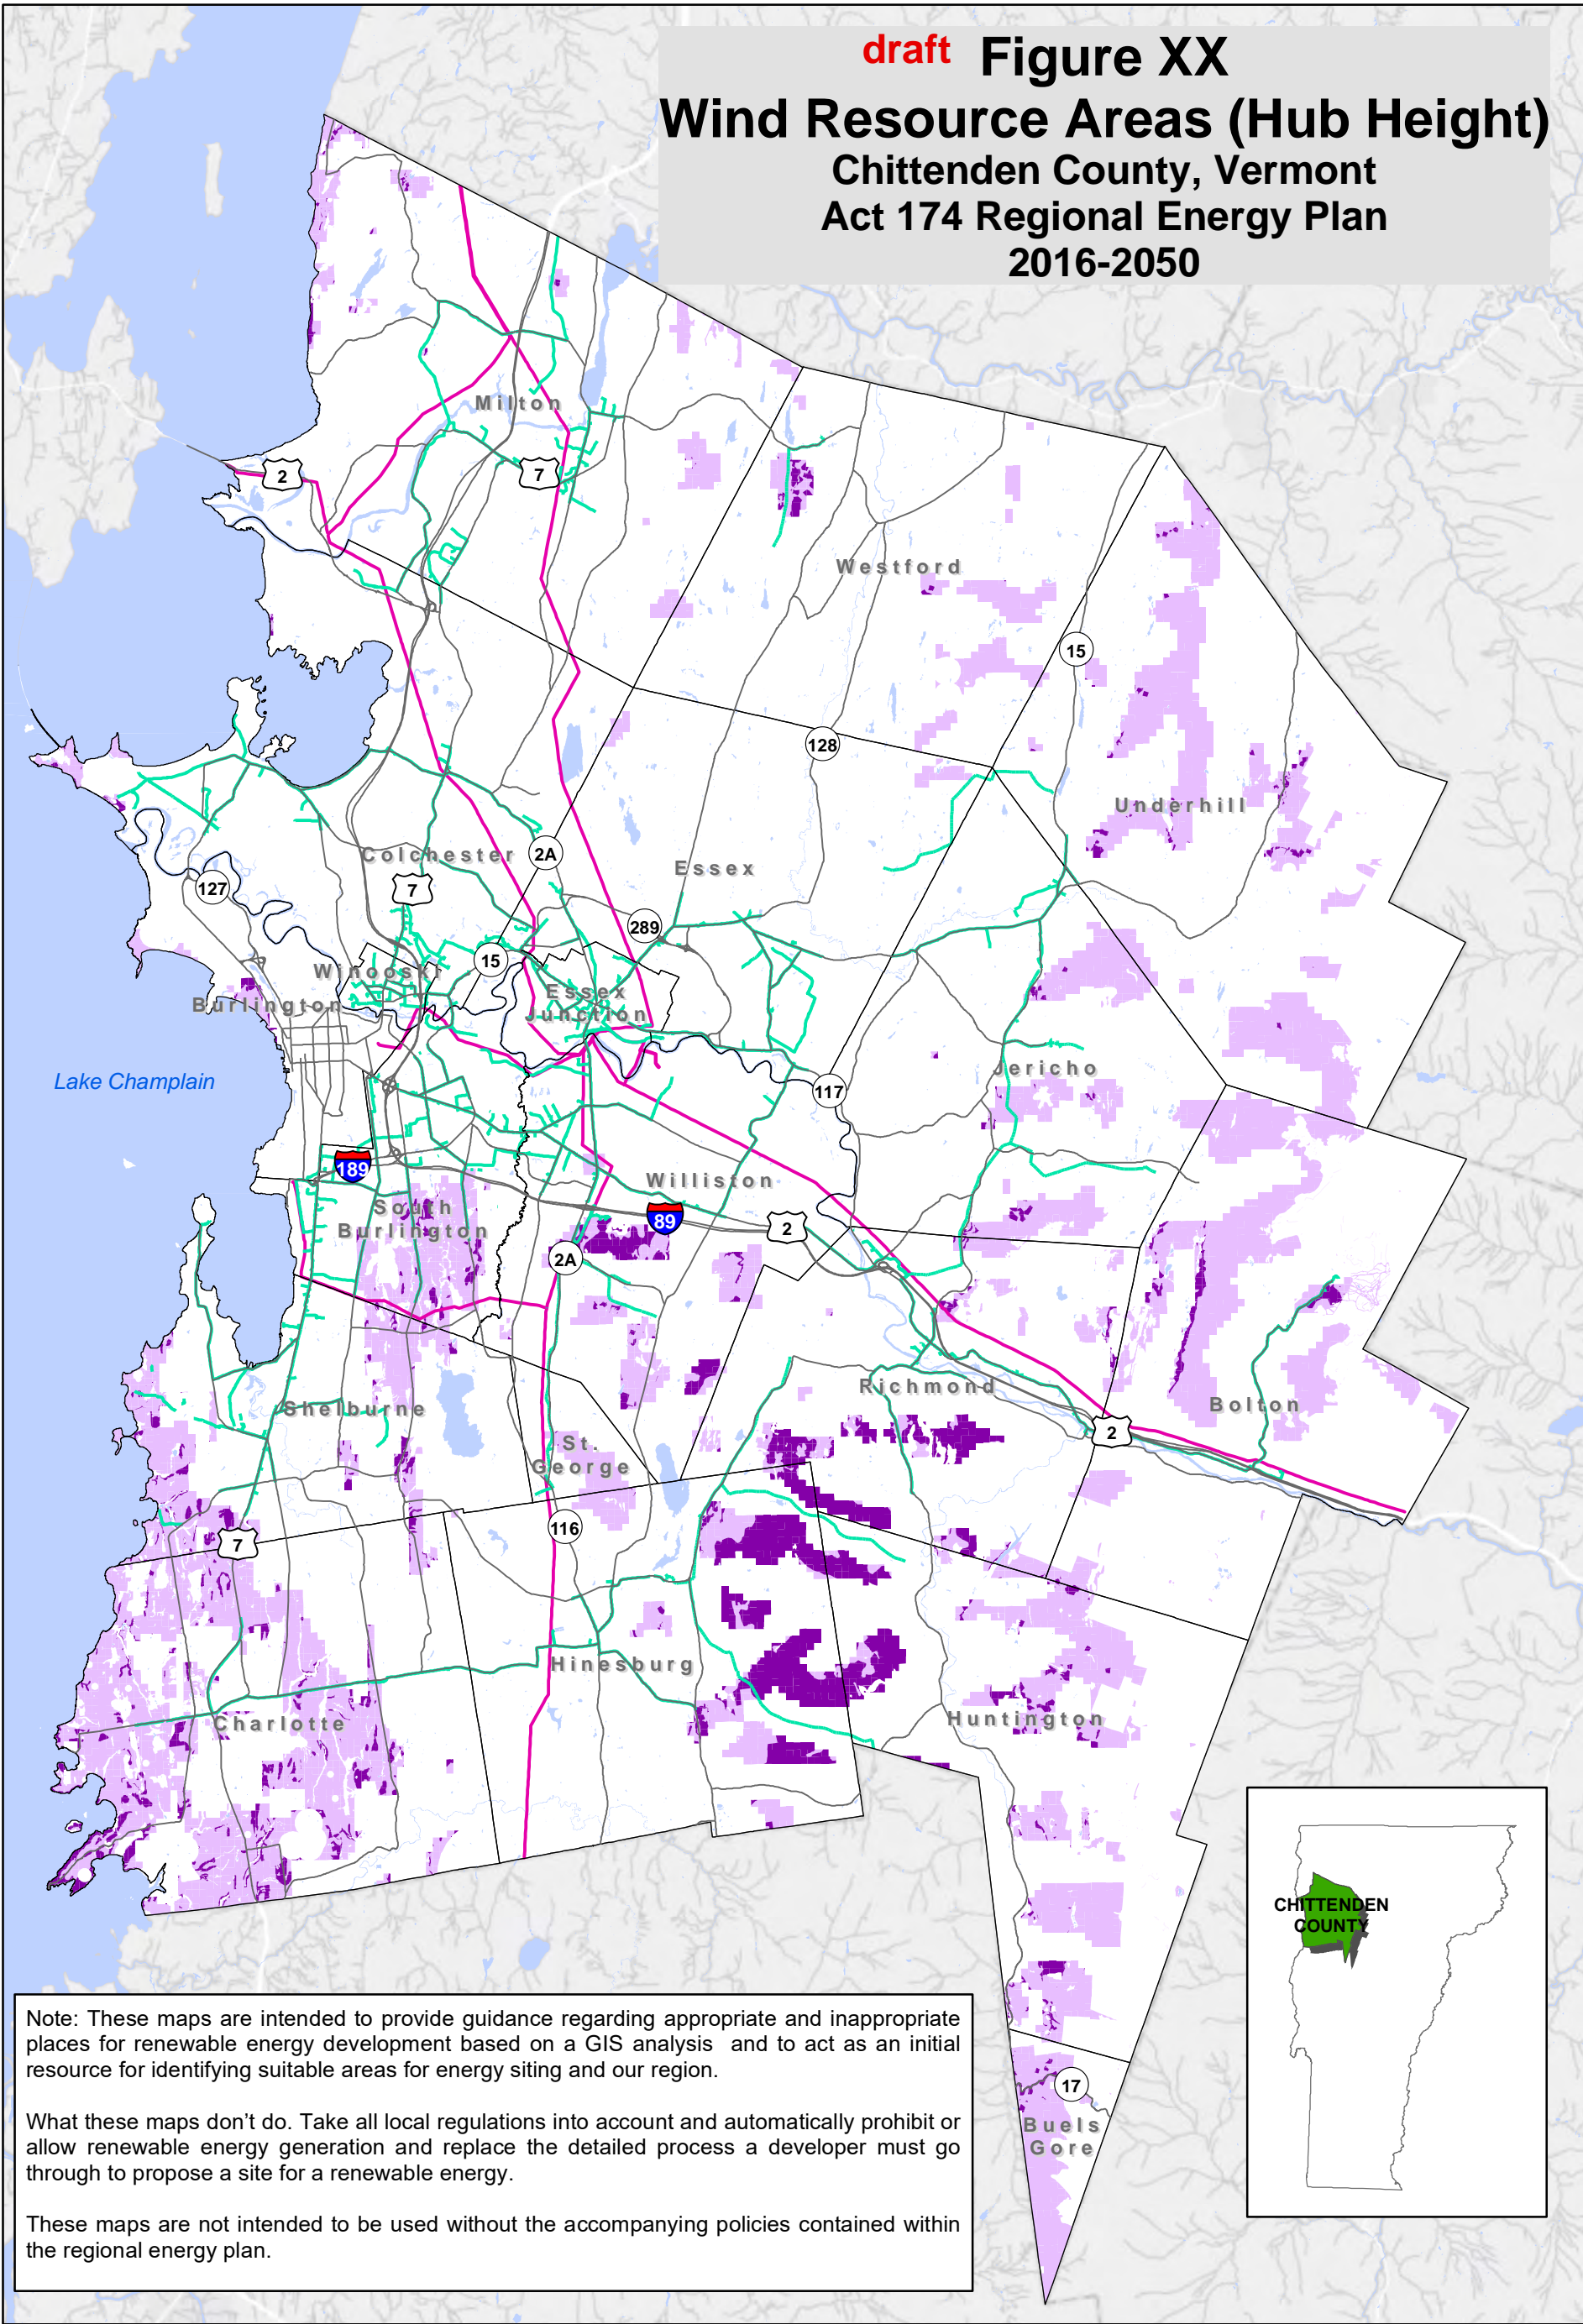 draft Figure XX
Wind Resource Areas (Hub Height)
Chittenden County, Vermont
Act 174 Regional Energy Plan
2016-2050
Milton
2
7
Westford
15
128
Underhill
Colchester
2A
Essex
7
127
289
15
Winooski
Burlington
Essex
Junction
Lake Champlain
Jericho
117
189
Williston
South
Burlington
89
2
2A
Richmond
Bolton
Shelburne
2
St.
George
116
7
Hinesburg
Charlotte
Huntington
CHITTENDEN
COUNTY
17
Buels
Gore
Note: These maps are intended to provide guidance regarding appropriate and inappropriate
places for renewable energy development based on a GIS analysis and to act as an initial
resource for identifying suitable areas for energy siting and our region.
What these maps don't do. Take all local regulations into account and automatically prohibit or
allow renewable energy generation and replace the detailed process a developer must go
through to propose a site for a renewable energy.
These maps are not intended to be used without the accompanying policies contained within
the regional energy plan.